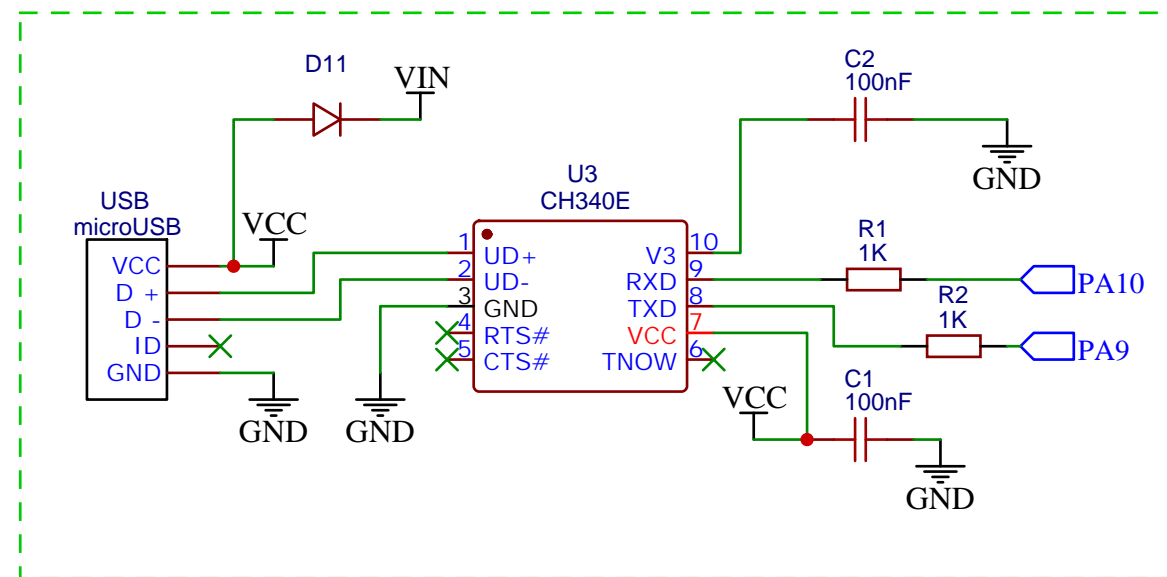 D11
VIN
C2
100nF
GND
USB
microUSB
VCC
VCC
D +
D -
ID
GND
GND
GND
U3
CH340E
1
UD+
2
UD-
3
GND
4
RTS#
5
CTS#
10
V3
9
RXD
8
TXD
7
VCC
6
TNOW
R1
1K
PA10
R2
1K
PA9
VCC
C1
100nF
GND